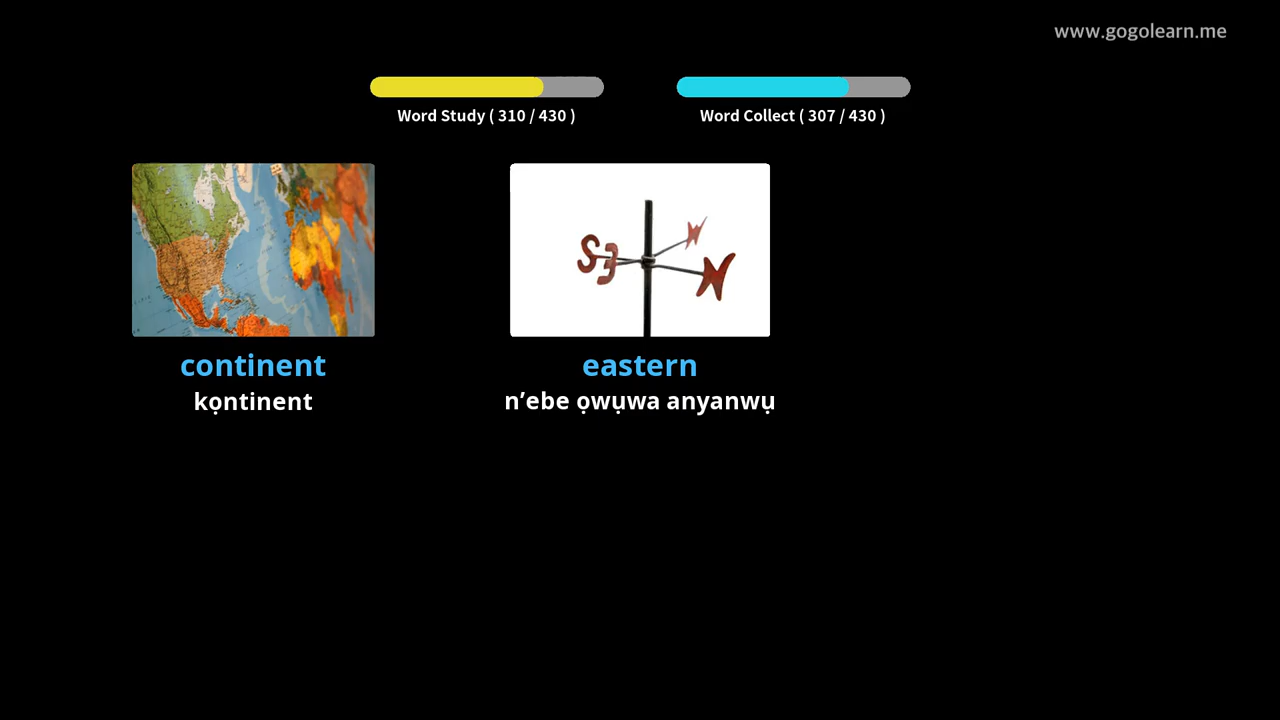 www.gogolearn.me
Word Study ( 310 / 430 )
Word Collect ( 307 / 430 )
continent
kọntinent
eastern
n’ebe ọwụwa anyanwụ